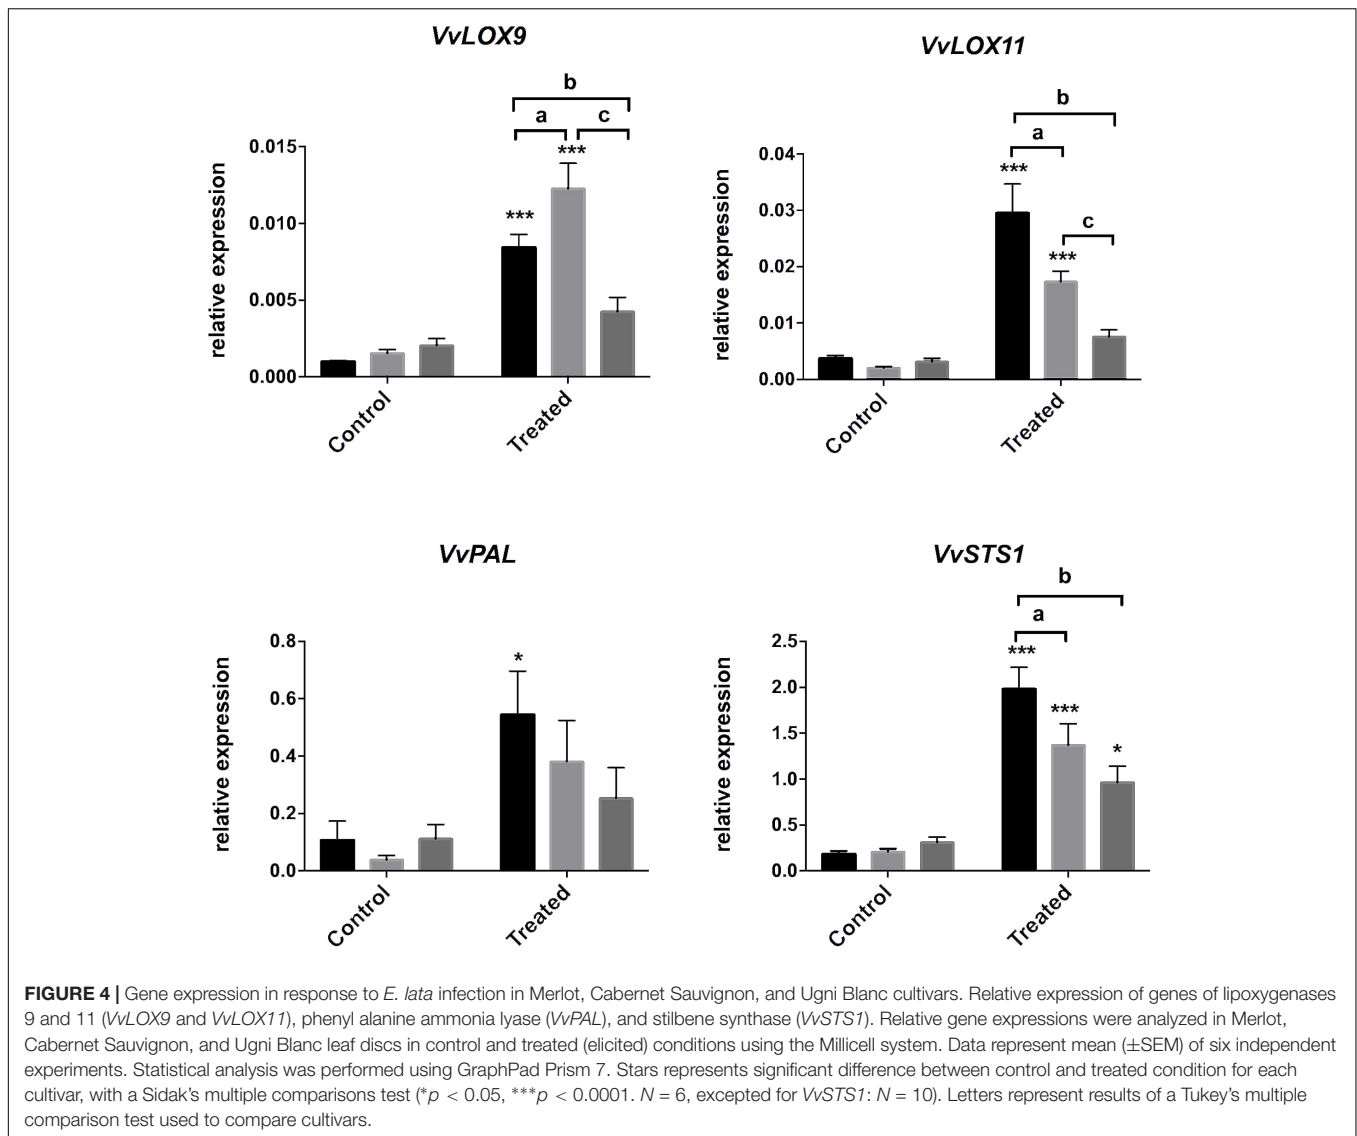 VvLOX9
b
a c
***
***
relative expression
0.015
0.010
0.005
0.000
Control
Treated
VvLOX11
b
a
***
c
***
relative expression
0.04
0.03
0.02
0.01
0.00
Control
Treated
VvPAL
*
relative expression
0.8
0.6
0.4
0.2
0.0
Control
Treated
VvSTS1
b
a
***
***
*
relative expression
2.5
2.0
1.5
1.0
0.5
0.0
Control
Treated
FIGURE 4 | Gene expression in response to E. lata infection in Merlot, Cabernet Sauvignon, and Ugni Blanc cultivars. Relative expression of genes of lipoxygenases
9 and 11 (VvLOX9 and VvLOX11), phenyl alanine ammonia lyase (VvPAL), and stilbene synthase (VvSTS1). Relative gene expressions were analyzed in Merlot,
Cabernet Sauvignon, and Ugni Blanc leaf discs in control and treated (elicited) conditions using the Millicell system. Data represent mean (±SEM) of six independent
experiments. Statistical analysis was performed using GraphPad Prism 7. Stars represents significant difference between control and treated condition for each
cultivar, with a Sidak's multiple comparisons test (*p < 0.05, ***p < 0.0001. N = 6, excepted for VvSTS1: N = 10). Letters represent results of a Tukey's multiple
comparison test used to compare cultivars.